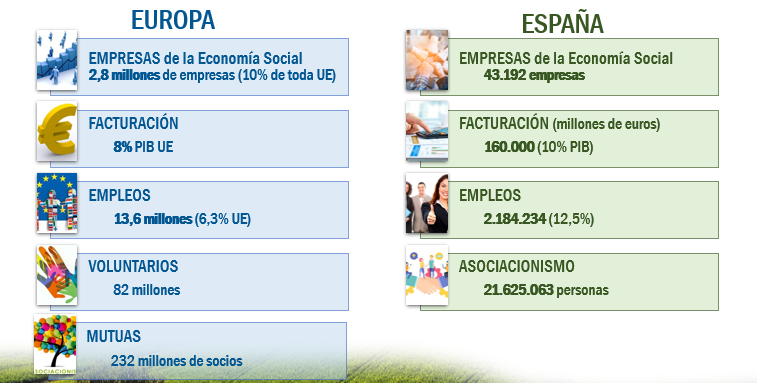 EUROPA
EMPRESAS de la Economía Social
2,8 millones de empresas (10% de toda UE)
FACTURACIÓN
8% PIB UE
EMPLEOS
13,6 millones (6,3% UE)
VOLUNTARIOS
82 millones
MUTUAS
232 millones de socios
ESPAÑA
EMPRESAS de la Economía Social
43.192 empresas
FACTURACIÓN (millones de euros)
160.000 (10% PIB)
EMPLEOS
2.184.234 (12,5%)
ASOCIACIONISMO
21.625.063 personas